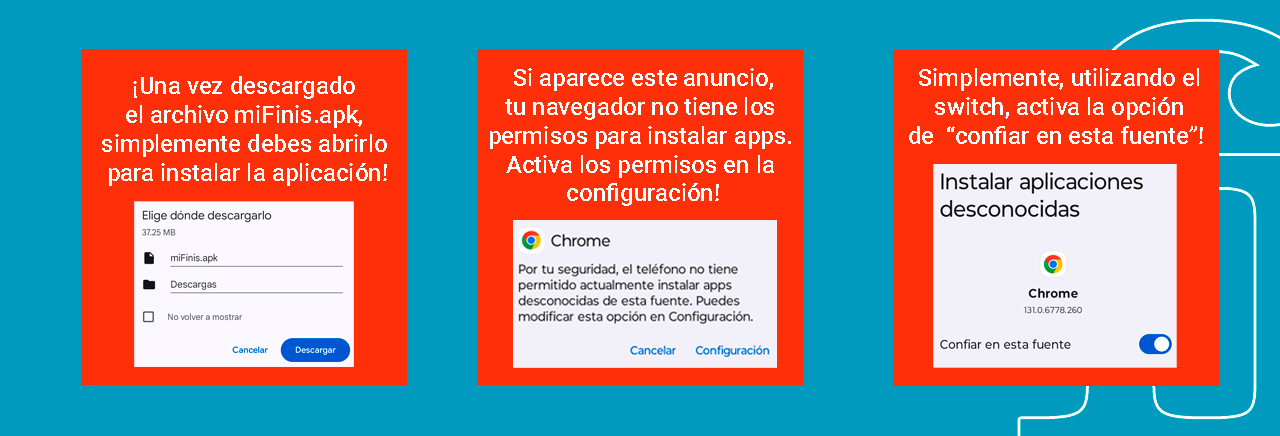 ¡Una vez descargado
el archivo miFinis.apk,
simplemente debes abrirlo
para instalar la aplicación!
Elige dónde descargarlo
37.25 MB
miFinis.apk
Descargas
No volver a mostrar
Cancelar
Descargar
Si aparece este anuncio,
tu navegador no tiene los
permisos para instalar apps.
Activa los permisos en la
configuración!
Chrome
Por tu seguridad, el teléfono no tiene
permitido actualmente instalar apps
desconocidas de esta fuente. Puedes
modificar esta opción en Configuración.
Cancelar
Configuración
Simplemente, utilizando el
switch, activa la opción
de “confiar en esta fuente”!
Instalar aplicaciones
desconocidas
Chrome
131.0.6778.260
Confiar en esta fuente